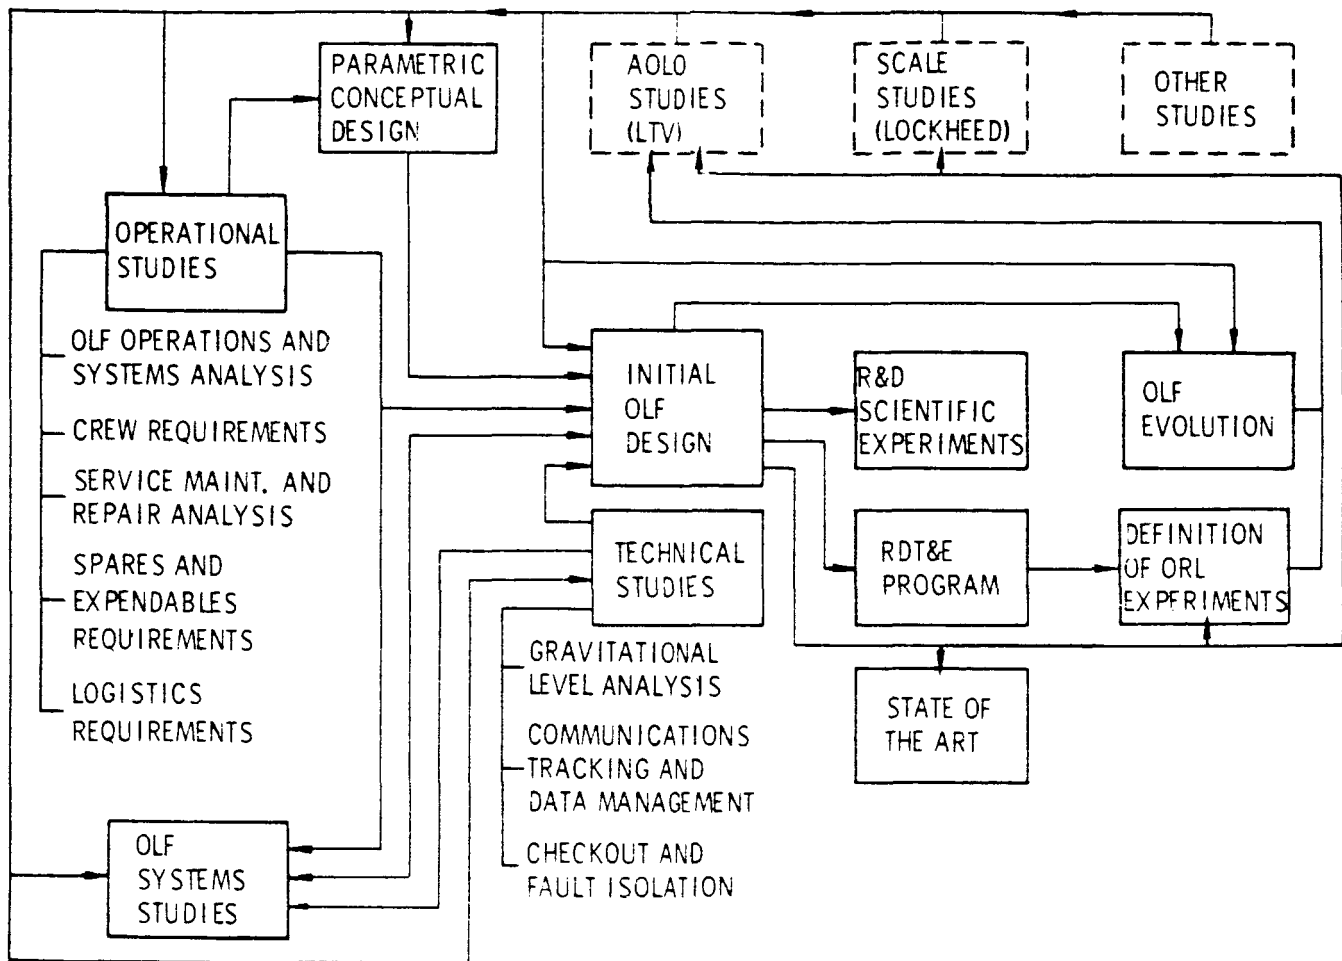 PARAMETRIC
CONCEPTUAL
DESIGN
AOLO
STUDIES
(LTV)
SCALE
STUDIES
(LOCKHEED)
OTHER
STUDIES
OPERATIONAL
STUDIES
OLF OPERATIONS AND
SYSTEMS ANALYSIS
CREW REQUIREMENTS
SERVICE MAINT. AND
REPAIR ANALYSIS
SPARES AND
EXPENDABLES
REQUIREMENTS
LOGISTICS
REQUIREMENTS
INITIAL
OLF
DESIGN
R&D
SCIENTIFIC
EXPERIMENTS
OLF
EVOLUTION
TECHNICAL
STUDIES
RDT&E
PROGRAM
DEFINITION
OF ORL
EXPERIMENTS
GRAVITATIONAL
LEVEL ANALYSIS
COMMUNICATIONS
TRACKING AND
DATA MANAGEMENT
CHECKOUT AND
FAULT ISOLATION
STATE OF
THE ART
OLF
SYSTEMS
STUDIES